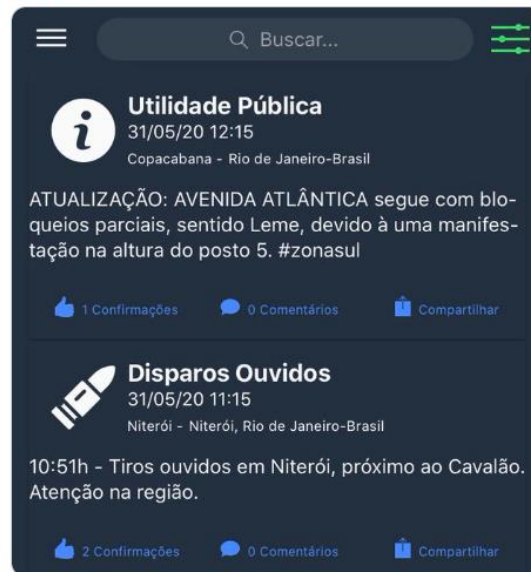 Buscar...
Utilidade Pública
31/05/20 12:15
Copacabana - Rio de Janeiro-Brasil
ATUALIZAÇÃO: AVENIDA ATLÂNTICA segue com blo-
queios parciais, sentido Leme, devido à uma manifes-
tação na altura do posto 5. #zonasul
1 Confirmações 0 Comentários Compartilhar
Disparos Ouvidos
31/05/20 11:15
Niterói - Niterói, Rio de Janeiro-Brasil
10:51h - Tiros ouvidos em Niterói, próximo ao Cavalão.
Atenção na região.
2 Confirmações 0 Comentários Compartilhar